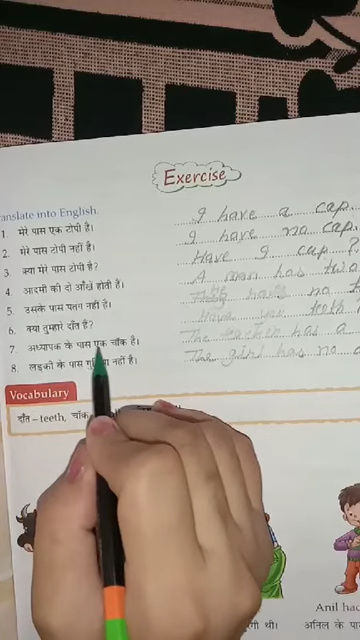 Exercise
Translate into English.
1. मेरे पास एक टोपी है। I have a cap.
2. मेरे पास टोपी नहीं है। I have no cap.
3. क्या मेरे पास टोपी है? Have I cap ?
4. आदमी की दो आँखें होती हैं। A man has two
5. उसके पास पतंग नहीं है। have no
6. क्या तुम्हारे दाँत हैं? Have you teeth
7. अध्यापक के पास एक चॉक है। The teacher has a
8. लड़की के पास नहीं है। The girl has no
Vocabulary
दाँत – teeth, चॉक
थी।
Anil had
अनिल के पास